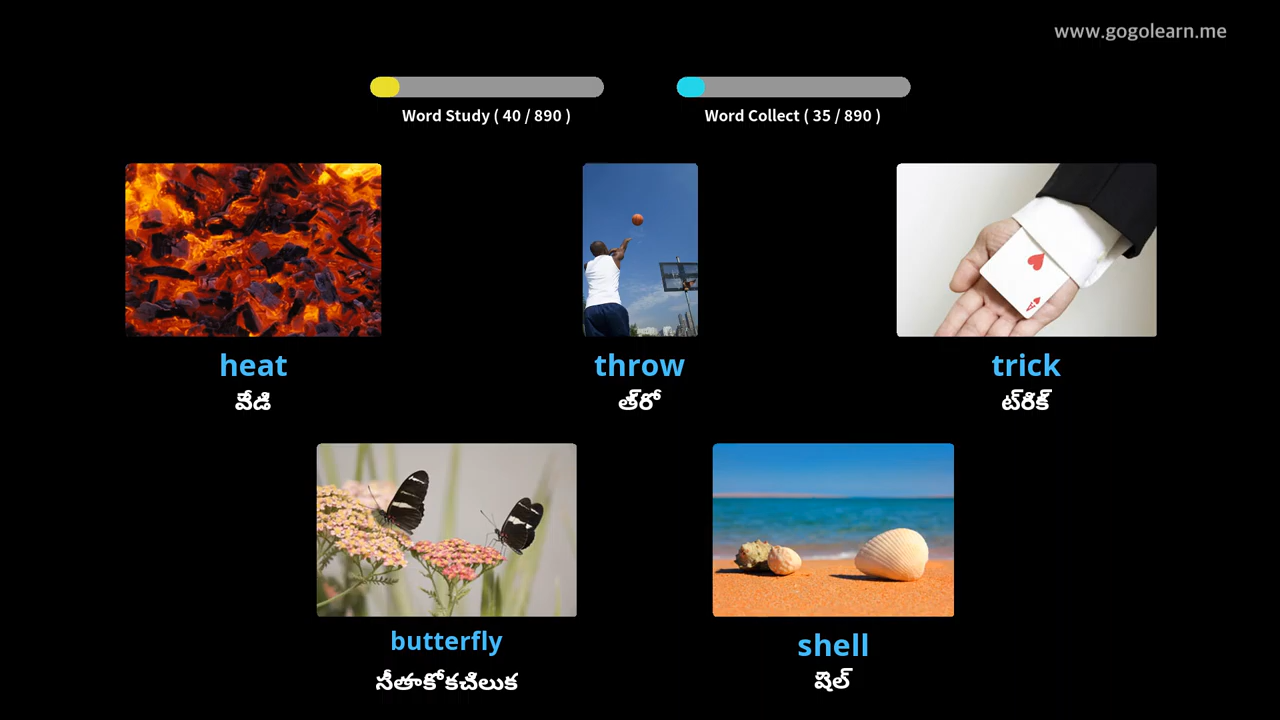 www.gogolearn.me
Word Study ( 40 / 890 )
Word Collect ( 35 / 890 )
heat
వేడి
throw
త్‌రో
trick
ట్‌రిక్
butterfly
సీతాకోకచిలుక
shell
షెల్